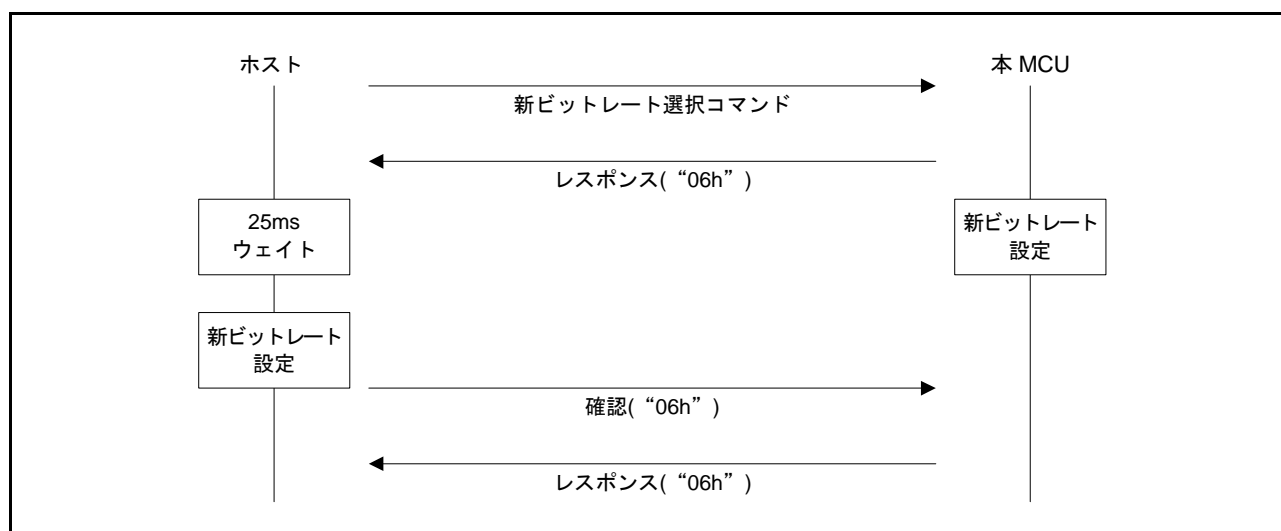 ホスト
本 MCU
新ビットレート選択コマンド
レスポンス( “06h” )
25ms
ウェイト
新ビットレート
設定
新ビットレート
設定
確認( “06h” )
レスポンス( “06h” )